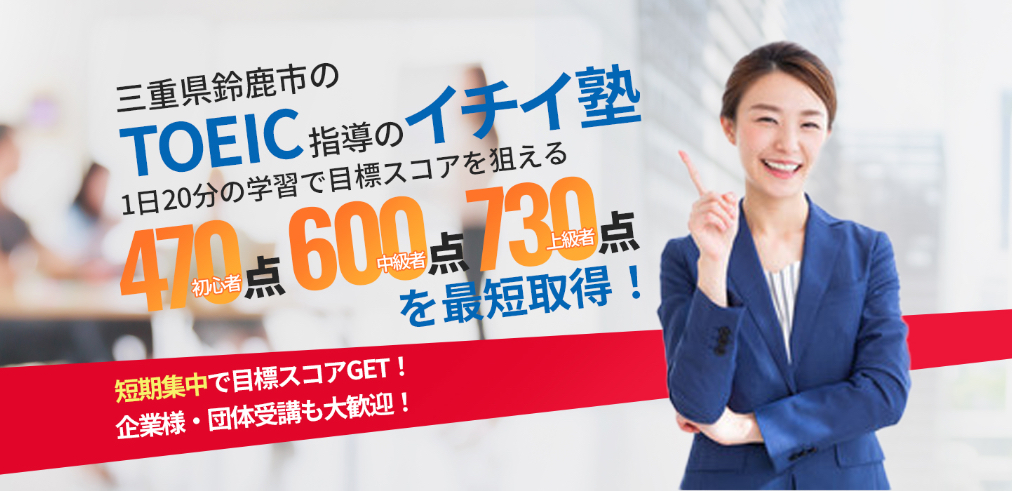 三重県鈴鹿市の
TOEIC指導のイチイ塾
1日20分の学習で目標スコアを狙える
470点 初心者 600点 中級者 730点 上級者
を最短取得！
短期集中で目標スコアGET！
企業様・団体受講も大歓迎！